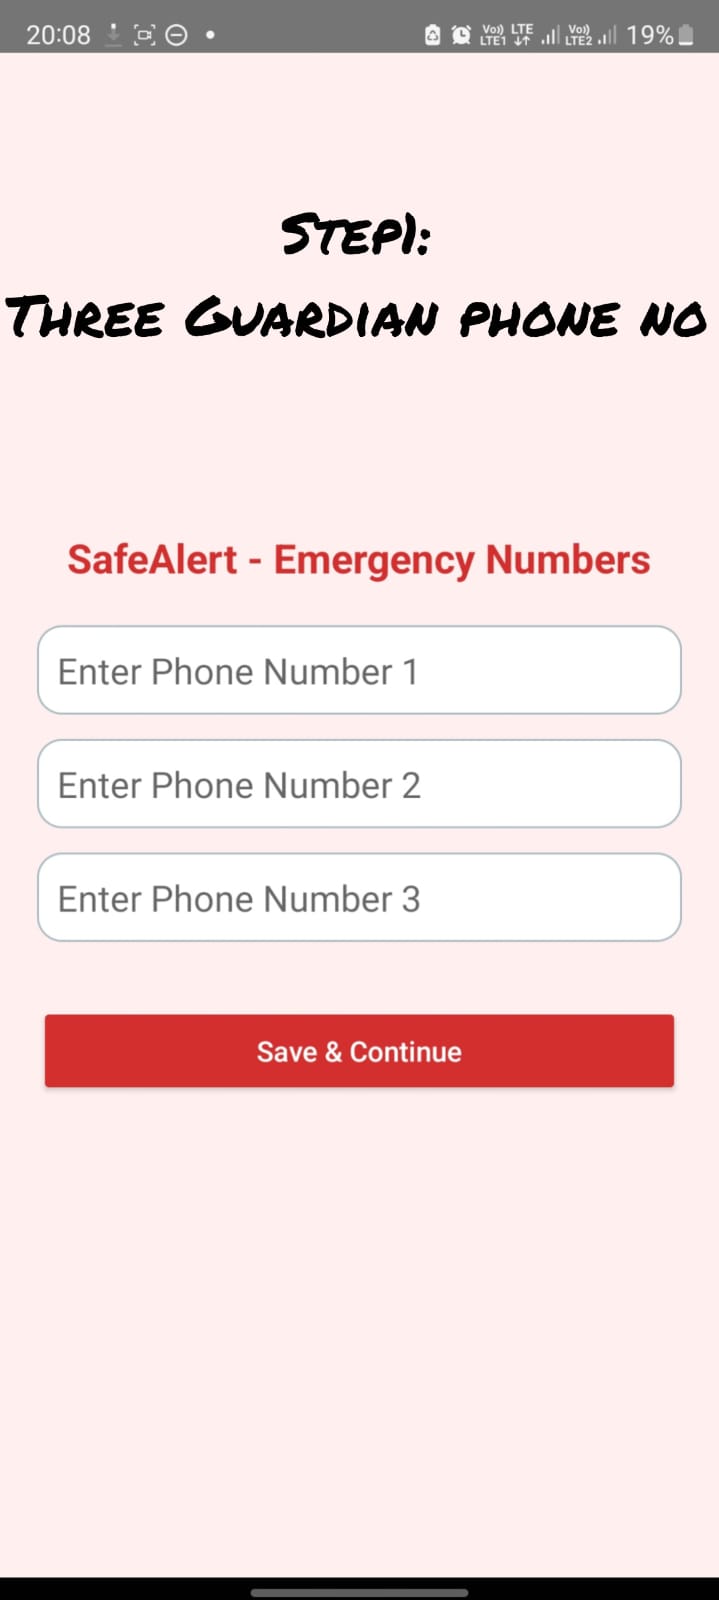 20:08 Vo)) LTE1 LTE Vo)) LTE2 19%
STEP1:
THREE GUARDIAN PHONE NO
SafeAlert - Emergency Numbers
Enter Phone Number 1
Enter Phone Number 2
Enter Phone Number 3
Save & Continue